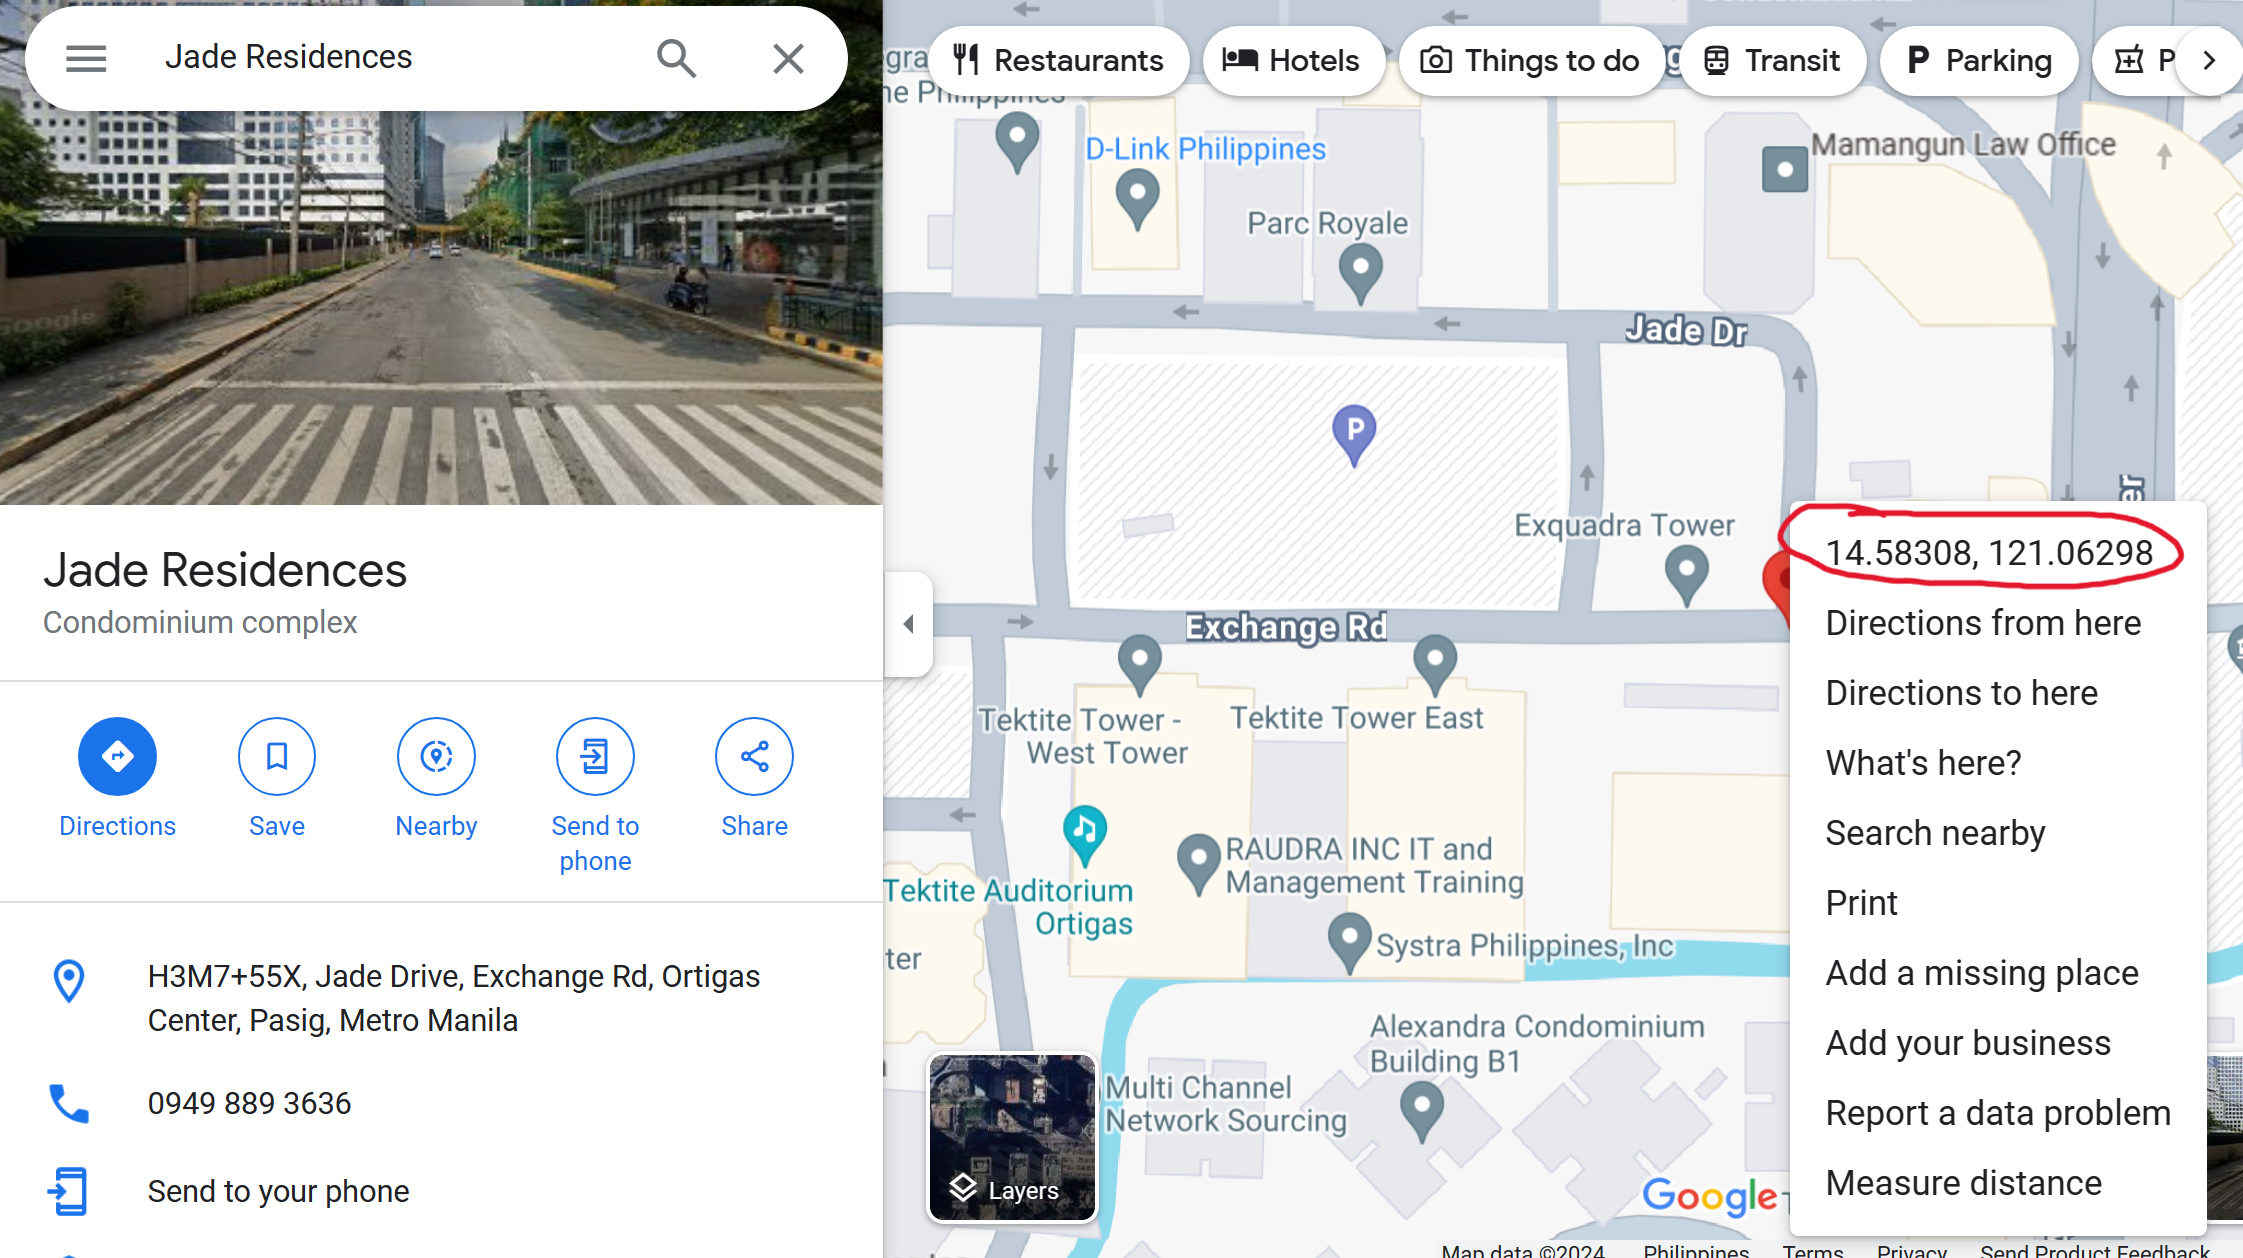 Jade Residences
Restaurants
Hotels
Things to do
Transit
Parking
P
D-Link Philippines
Mamangun Law Office
Parc Royale
Google
Jade Dr
P
Exquadra Tower
er
14.58308, 121.06298
Jade Residences
Condominium complex
Exchange Rd
Directions from here
Directions to here
What's here?
Search nearby
Print
Add a missing place
Add your business
Report a data problem
Measure distance
Tektite Tower -
West Tower
Tektite Tower East
Directions
Save
Nearby
Send to
phone
Share
RAUDRA INC IT and
Management Training
Tektite Auditorium
Ortigas
Systra Philippines, Inc
ter
H3M7+55X, Jade Drive, Exchange Rd, Ortigas
Center, Pasig, Metro Manila
Alexandra Condominium
Building B1
Multi Channel
Network Sourcing
0949 889 3636
Send to your phone
Layers
Google
Map data ©2024
Philippines
Terms
Privacy
Send Product Feedback